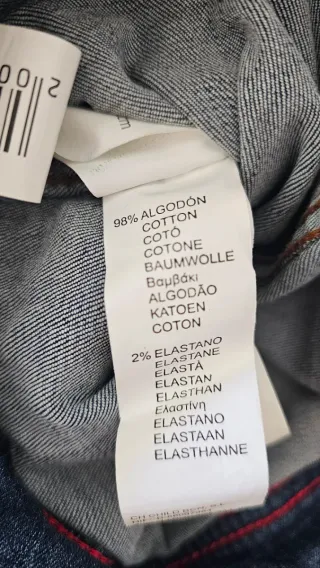 200
98% ALGODÓN
COTTON
COTÓ
COTONE
BAUMWOLLE
Βαμβάκι
ALGODÃO
KATOEN
COTON
2% ELASTANO
ELASTANE
ELASTÀ
ELASTAN
ELASTHAN
Ελαστίνη
ELASTANO
ELASTAAN
ELASTHANNE